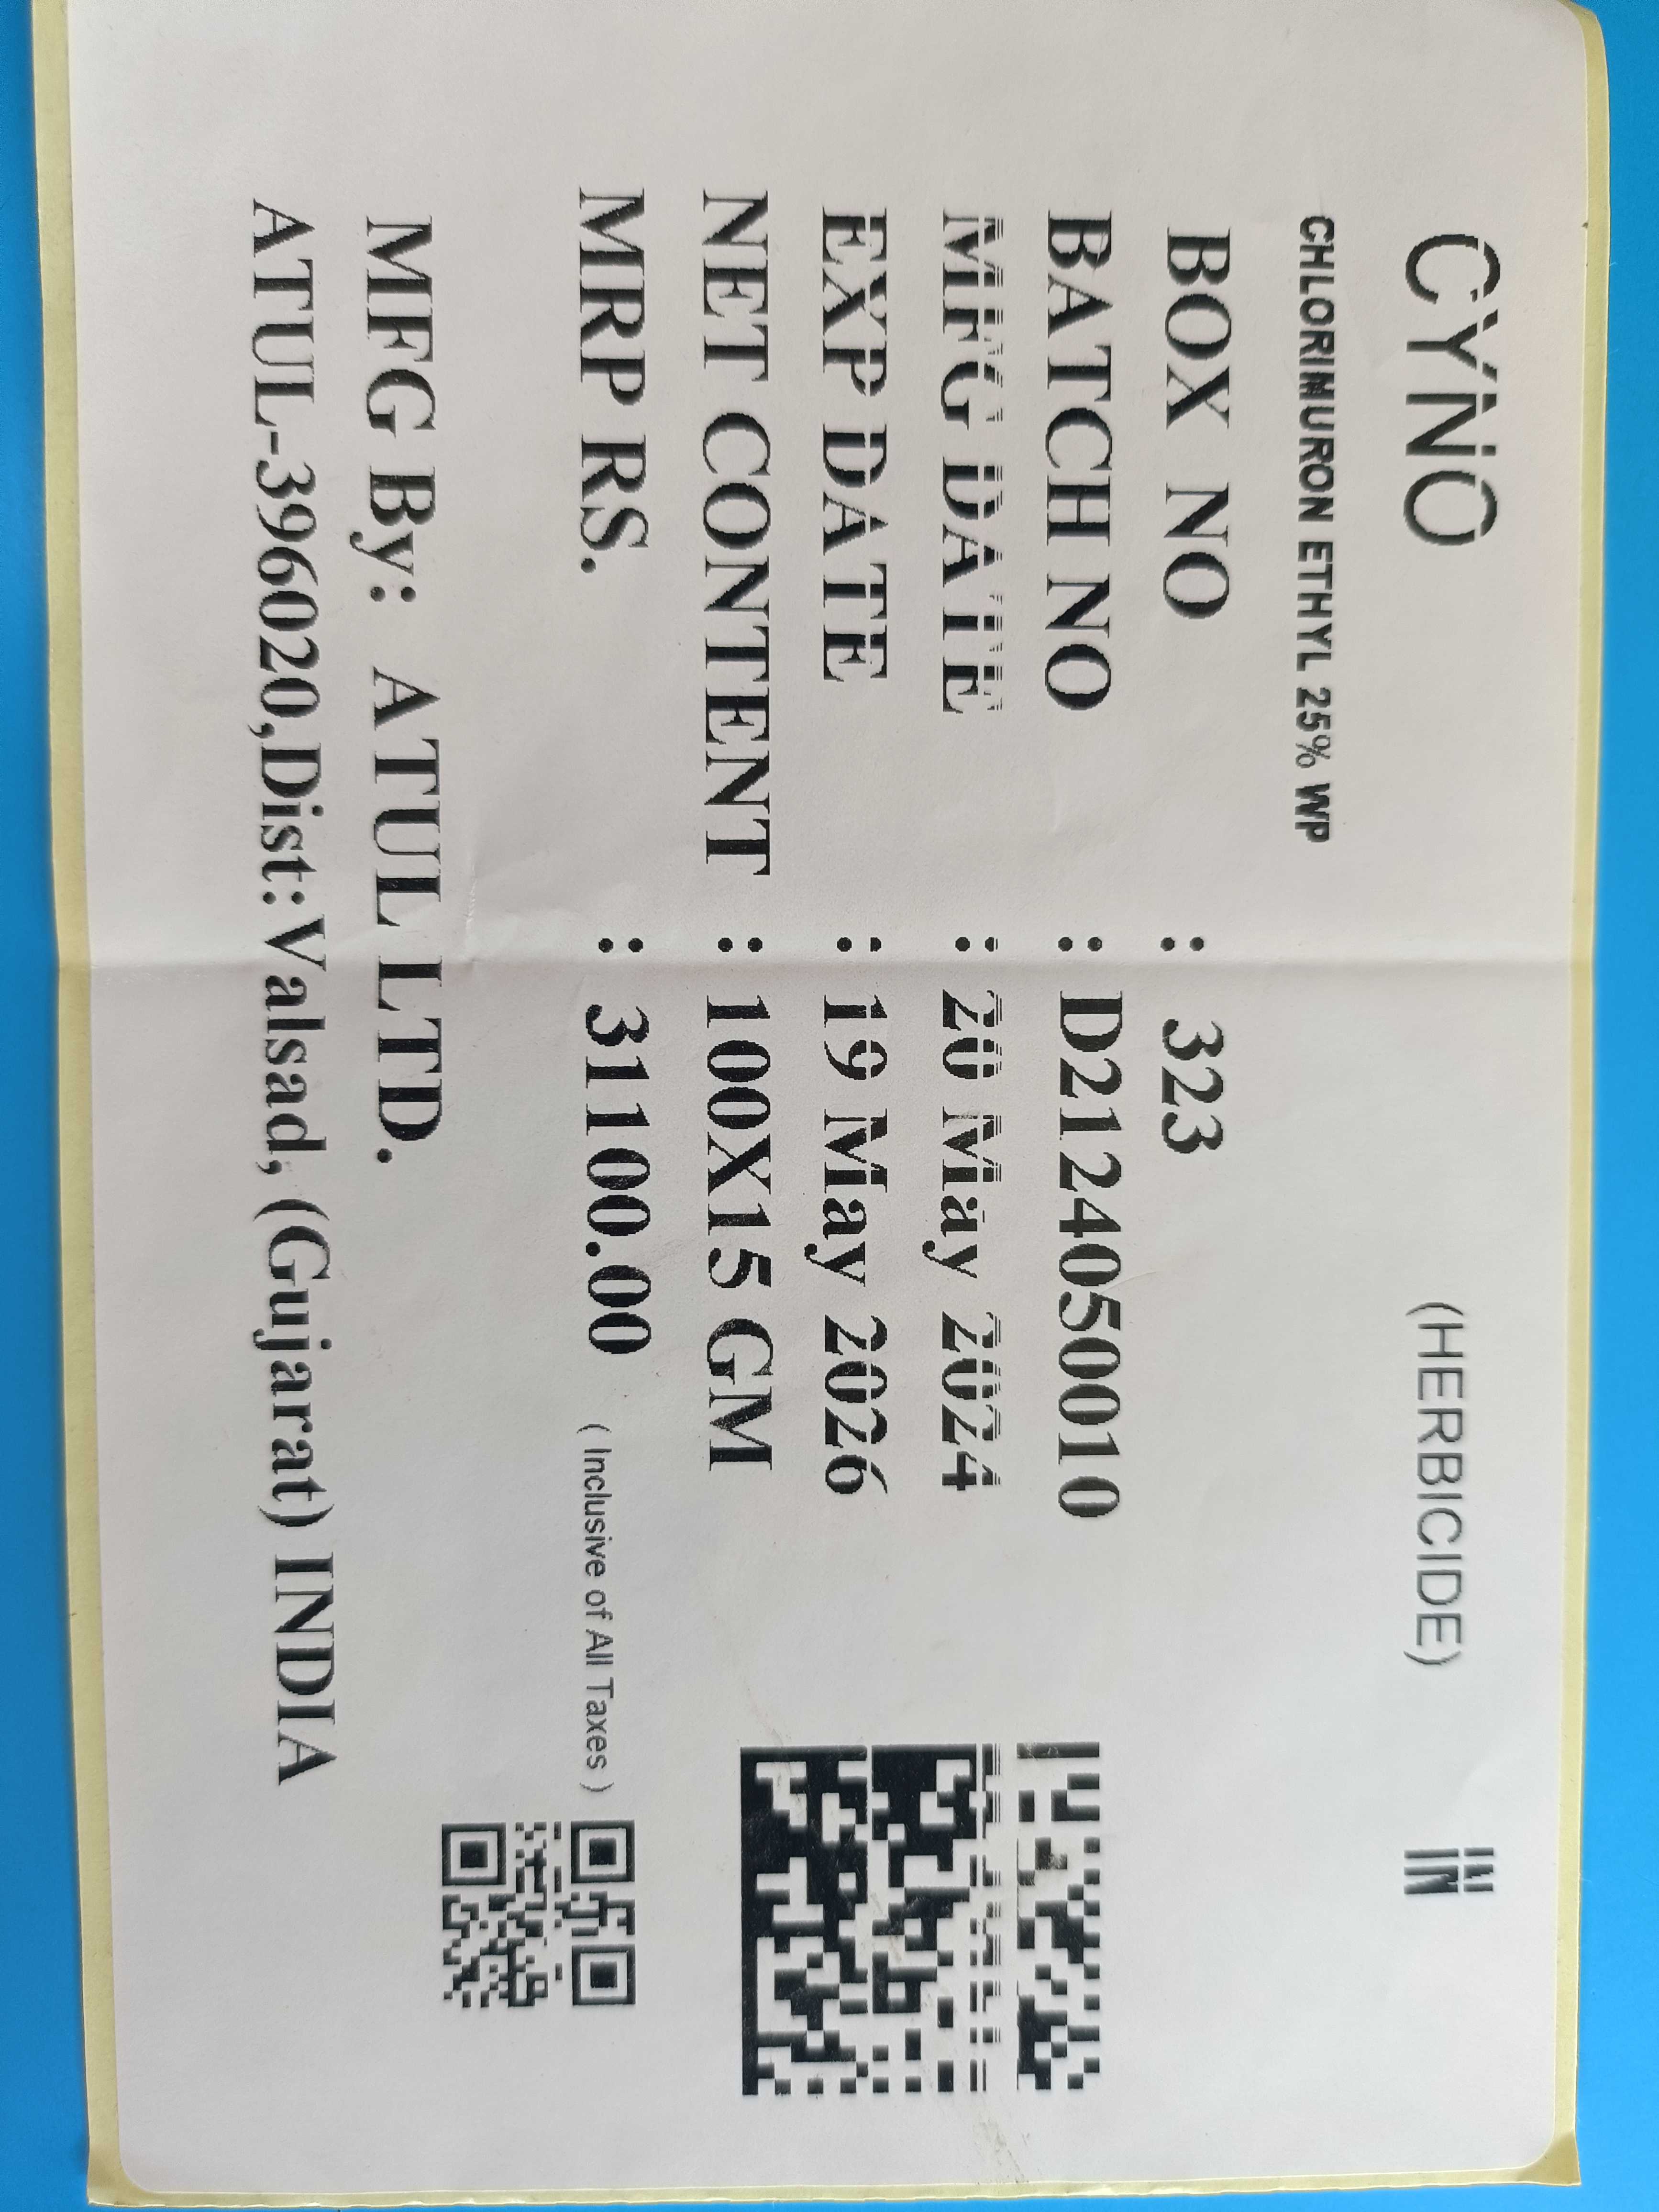 CYNO (HERBICIDE) IN
CHLORIMURON ETHYL 25% WP
BOX NO : 323
BATCH NO : D2124050010
MFG DATE : 20 May 2024
EXP DATE : 19 May 2026
NET CONTENT : 100X15 GM
MRP RS. : 31100.00 ( Inclusive of All Taxes )
MFG By: ATUL LTD.
ATUL-396020,Dist:Valsad, (Gujarat) INDIA